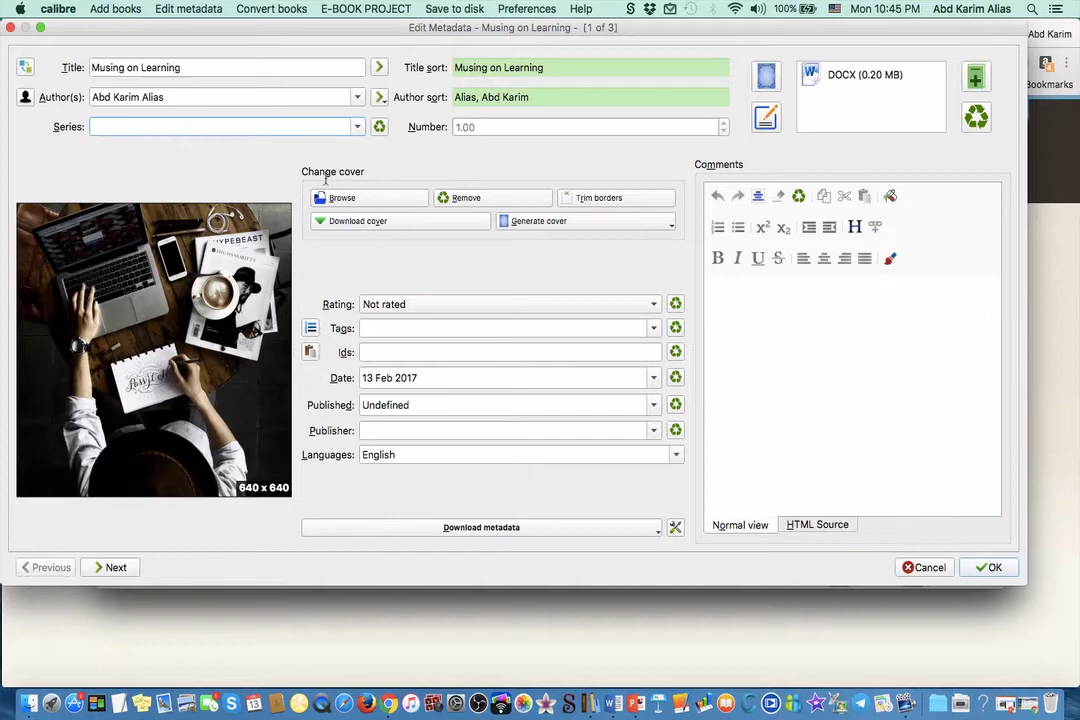 calibre Add books Edit metadata Convert books E-BOOK PROJECT Save to disk Preferences Help 100% Mon 10:45 PM Abd Karim Alias
Edit Metadata - Musing on Learning - [1 of 3]
Abd Karim
Title: Musing on Learning Title sort: Musing on Learning
DOCX (0.20 MB)
Bookmarks
Author(s): Abd Karim Alias Author sort: Alias, Abd Karim
Series: Number: 1.00
Change cover
Comments
Browse Remove Trim borders
Download cover Generate cover
HYPEBEAST
HIGHSNOBIETY
Rating: Not rated
Tags:
Ids:
Date: 13 Feb 2017
Published: Undefined
Publisher:
Languages: English
640 x 640
Normal view HTML Source
Download metadata
Previous Next Cancel OK